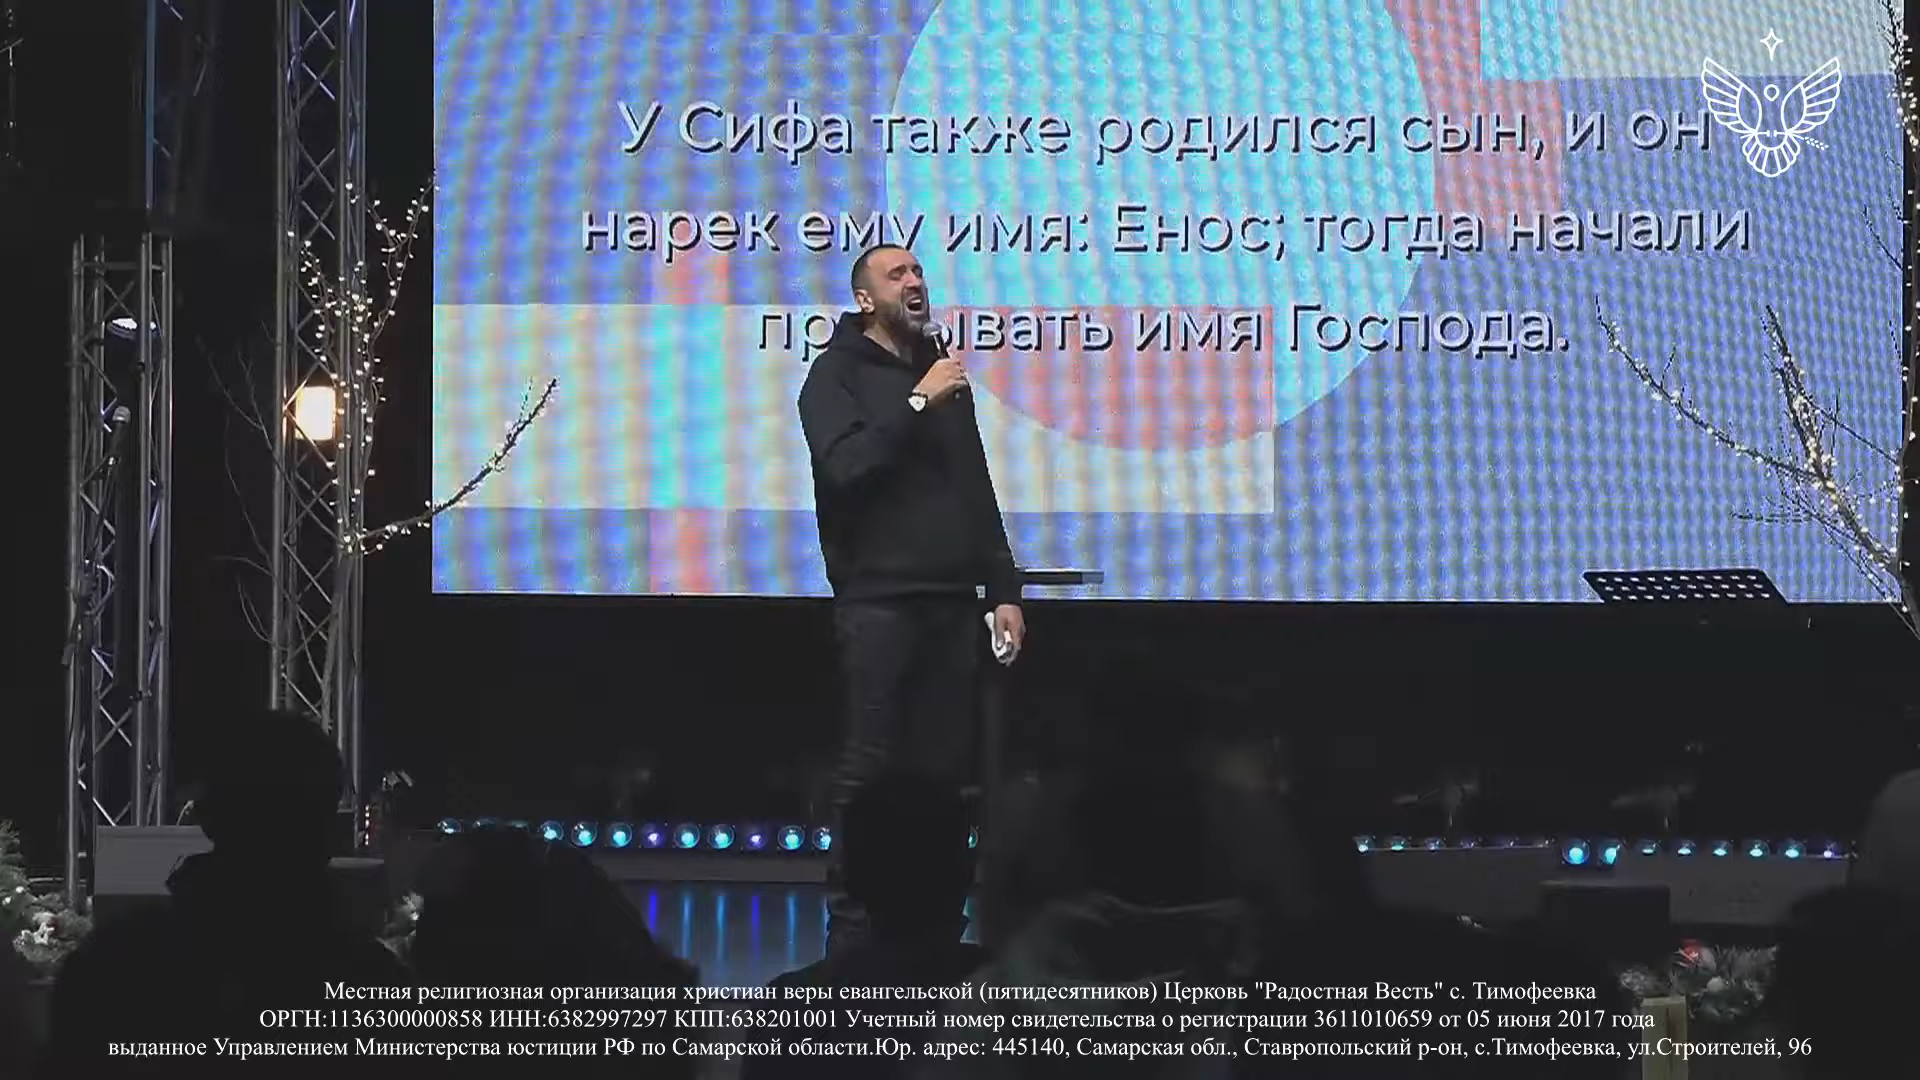 У Сифа также родился сын, и он
нарек ему имя: Енос; тогда начали
имя Господа.
Местная религиозная организация христиан веры евангельской (пятидесятников) Церковь "Радостная Весть" с. Тимофеевка
ОРГН:1136300000858 ИНН:6382997297 КПП:638201001 Учетный номер свидетельства о регистрации 3611010659 от 05 июня 2017 года
выданное Управлением Министерства юстиции РФ по Самарской области.Юр. адрес: 445140, Самарская обл., Ставропольский р-он, с.Тимофеевка, ул.Строителей, 96